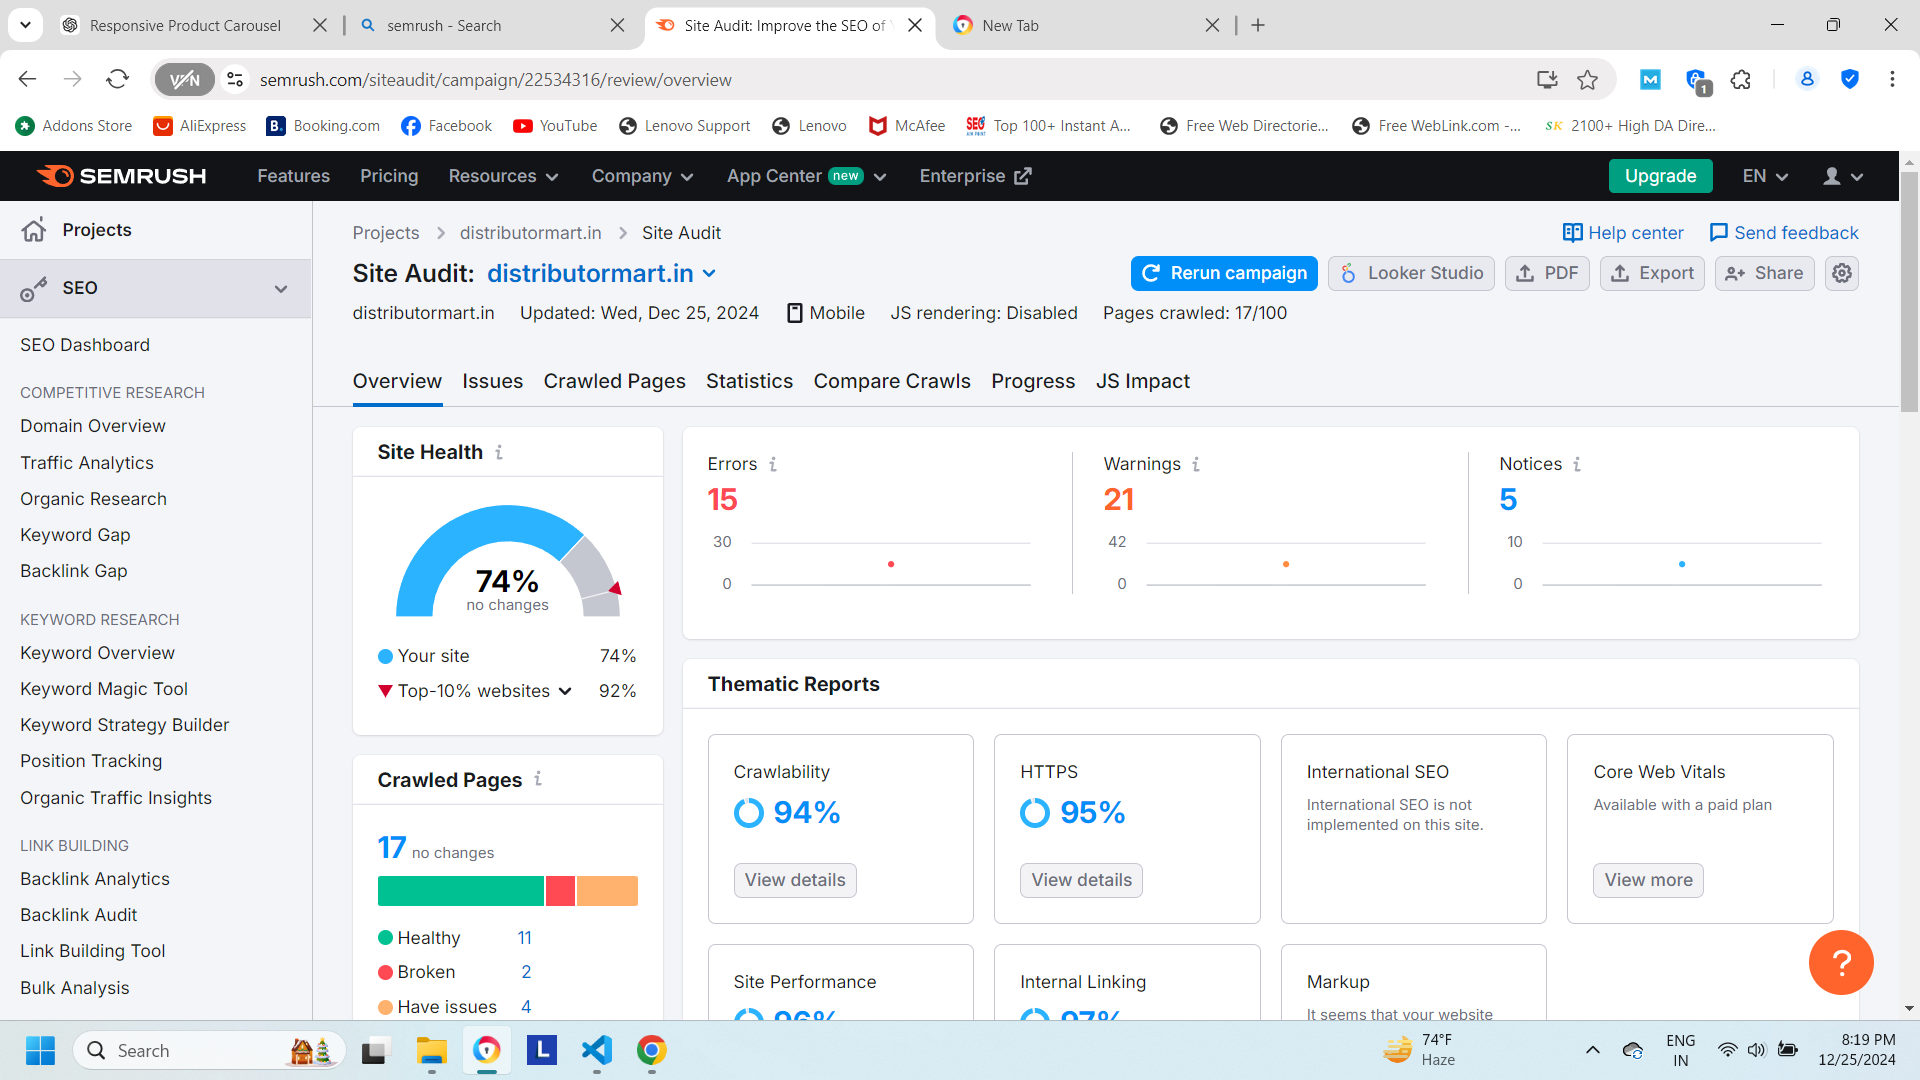 Responsive Product Carousel
semrush - Search
Site Audit: Improve the SEO of
New Tab
VPN
semrush.com/siteaudit/campaign/22534316/review/overview
1
Addons Store
AliExpress
Booking.com
Facebook
YouTube
Lenovo Support
Lenovo
McAfee
Top 100+ Instant A...
Free Web Directorie...
Free WebLink.com -...
2100+ High DA Dire...
SEMRUSH
Features
Pricing
Resources
Company
App Center new
Enterprise
Upgrade
EN
Projects
SEO
SEO Dashboard
COMPETITIVE RESEARCH
Domain Overview
Traffic Analytics
Organic Research
Keyword Gap
Backlink Gap
KEYWORD RESEARCH
Keyword Overview
Keyword Magic Tool
Keyword Strategy Builder
Position Tracking
Organic Traffic Insights
LINK BUILDING
Backlink Analytics
Backlink Audit
Link Building Tool
Bulk Analysis
Projects > distributormart.in > Site Audit
Help center
Send feedback
Site Audit: distributormart.in
Rerun campaign
Looker Studio
PDF
Export
Share
distributormart.in
Updated: Wed, Dec 25, 2024
Mobile
JS rendering: Disabled
Pages crawled: 17/100
Overview
Issues
Crawled Pages
Statistics
Compare Crawls
Progress
JS Impact
Site Health
74%
no changes
Your site 74%
Top-10% websites 92%
Errors
15
30
0
Warnings
21
42
0
Notices
5
10
0
Crawled Pages
17 no changes
Healthy 11
Broken 2
Have issues 4
Thematic Reports
Crawlability
94%
View details
HTTPS
95%
View details
International SEO
International SEO is not
implemented on this site.
Core Web Vitals
Available with a paid plan
View more
Site Performance
96%
Internal Linking
97%
Markup
It seems that your website
?
Search
L
74°F
Haze
ENG
IN
8:19 PM
12/25/2024